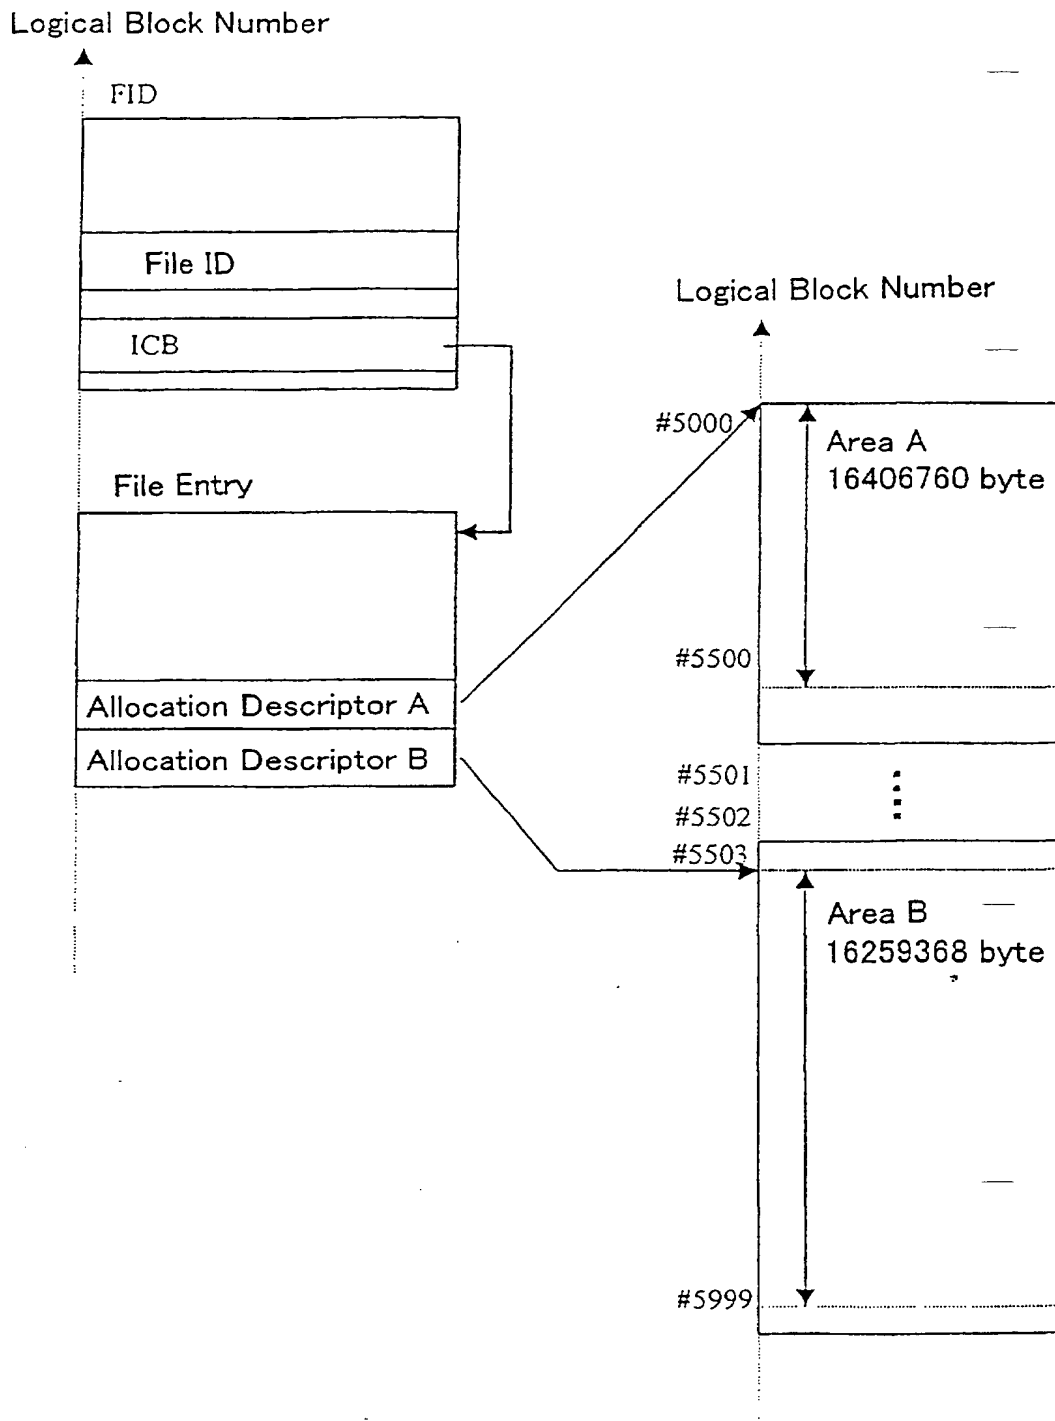 Logical Block Number
FID
File ID
ICB
File Entry
Allocation Descriptor A
Allocation Descriptor B
Logical Block Number
#5000
Area A
16406760 byte
#5500
#5501
#5502
#5503
Area B
16259368 byte
#5999